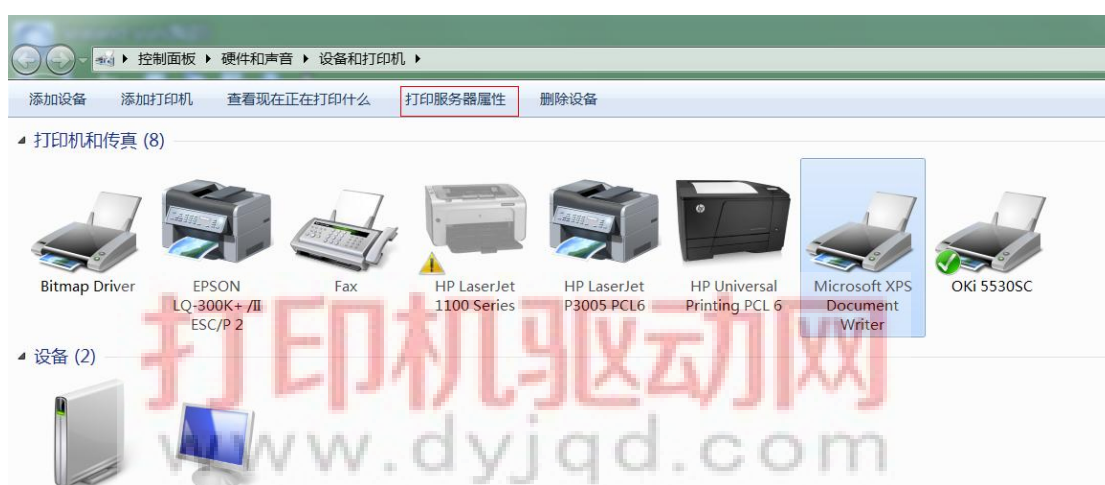 控制面板 硬件和声音 设备和打印机
添加设备 添加打印机 查看现在正在打印什么 打印服务器属性 删除设备
打印机和传真 (8)
Bitmap Driver
EPSON
LQ-300K+ /II
ESC/P 2
Fax
HP LaserJet
1100 Series
HP LaserJet
P3005 PCL6
HP Universal
Printing PCL 6
Microsoft XPS
Document
Writer
OKi 5530SC
设备 (2)
打印机驱动网
www.dyjqd.com